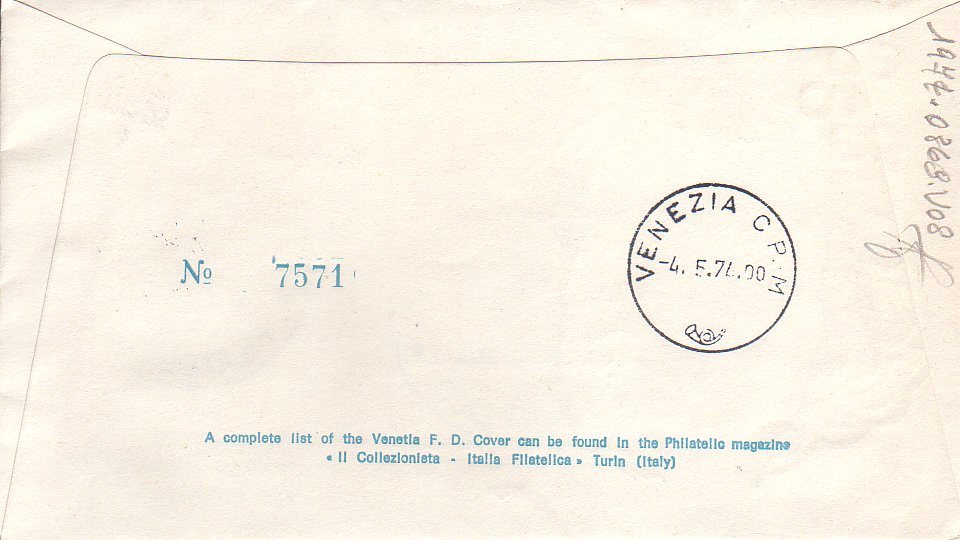 VENEZIA C P M
-4. 5.74.00
№ 7571
A complete list of the Venetia F. D. Cover can be found in the Philatelic magazine
« Il Collezionista - Italia Filatelica » Turin (Italy)